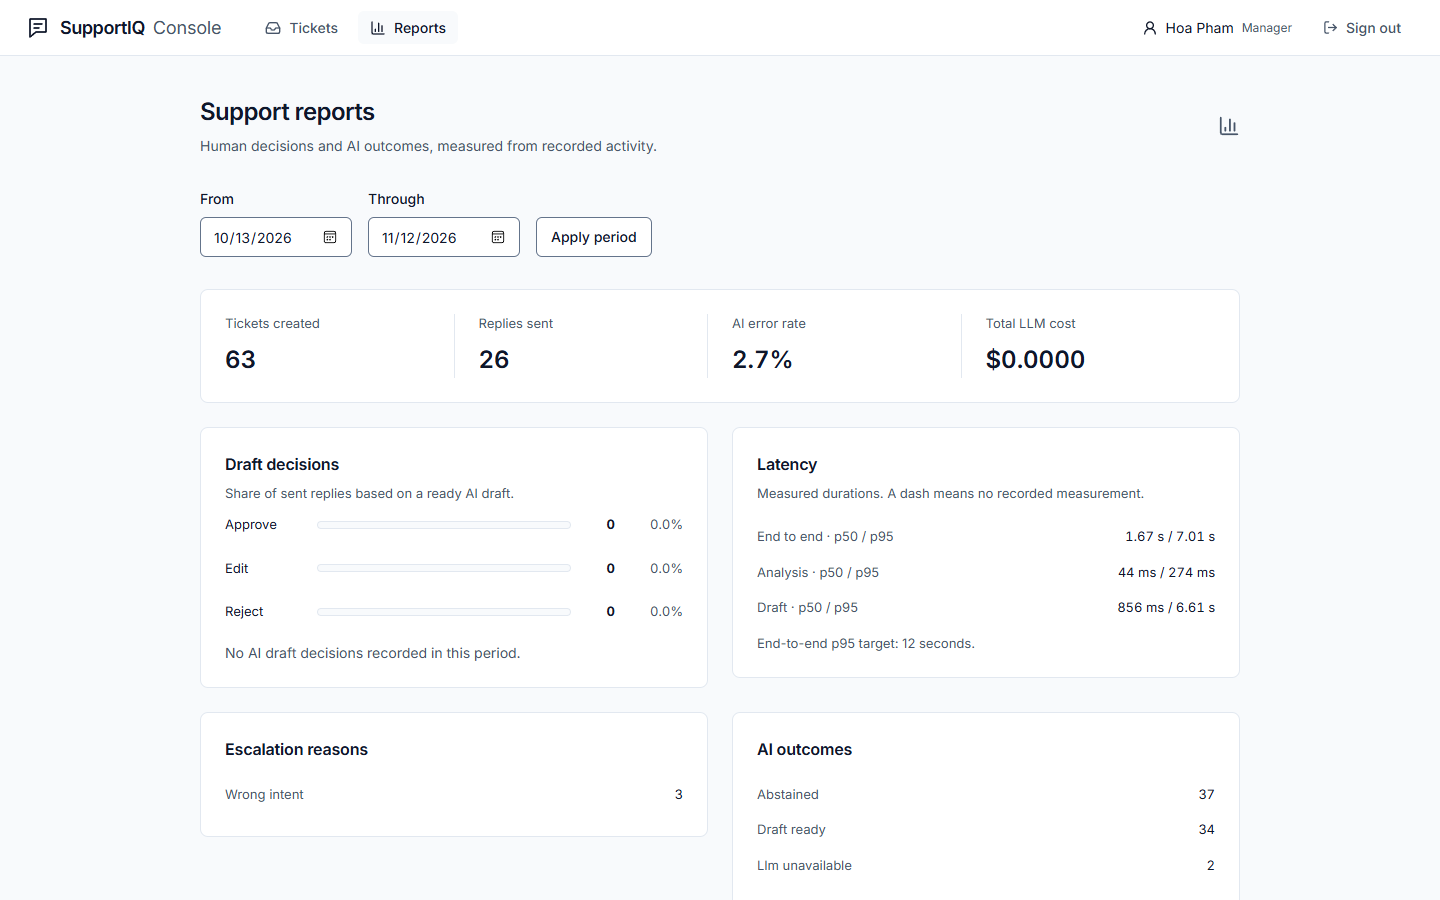 SupportIQ Console
Tickets
Reports
Hoa Pham Manager
Sign out
Support reports
Human decisions and AI outcomes, measured from recorded activity.
From
Through
10/13/2026
11/12/2026
Apply period
Tickets created
63
Replies sent
26
AI error rate
2.7%
Total LLM cost
$0.0000
Draft decisions
Share of sent replies based on a ready AI draft.
Approve 0 0.0%
Edit 0 0.0%
Reject 0 0.0%
No AI draft decisions recorded in this period.
Latency
Measured durations. A dash means no recorded measurement.
End to end · p50 / p95 1.67 s / 7.01 s
Analysis · p50 / p95 44 ms / 274 ms
Draft · p50 / p95 856 ms / 6.61 s
End-to-end p95 target: 12 seconds.
Escalation reasons
Wrong intent 3
AI outcomes
Abstained 37
Draft ready 34
Llm unavailable 2